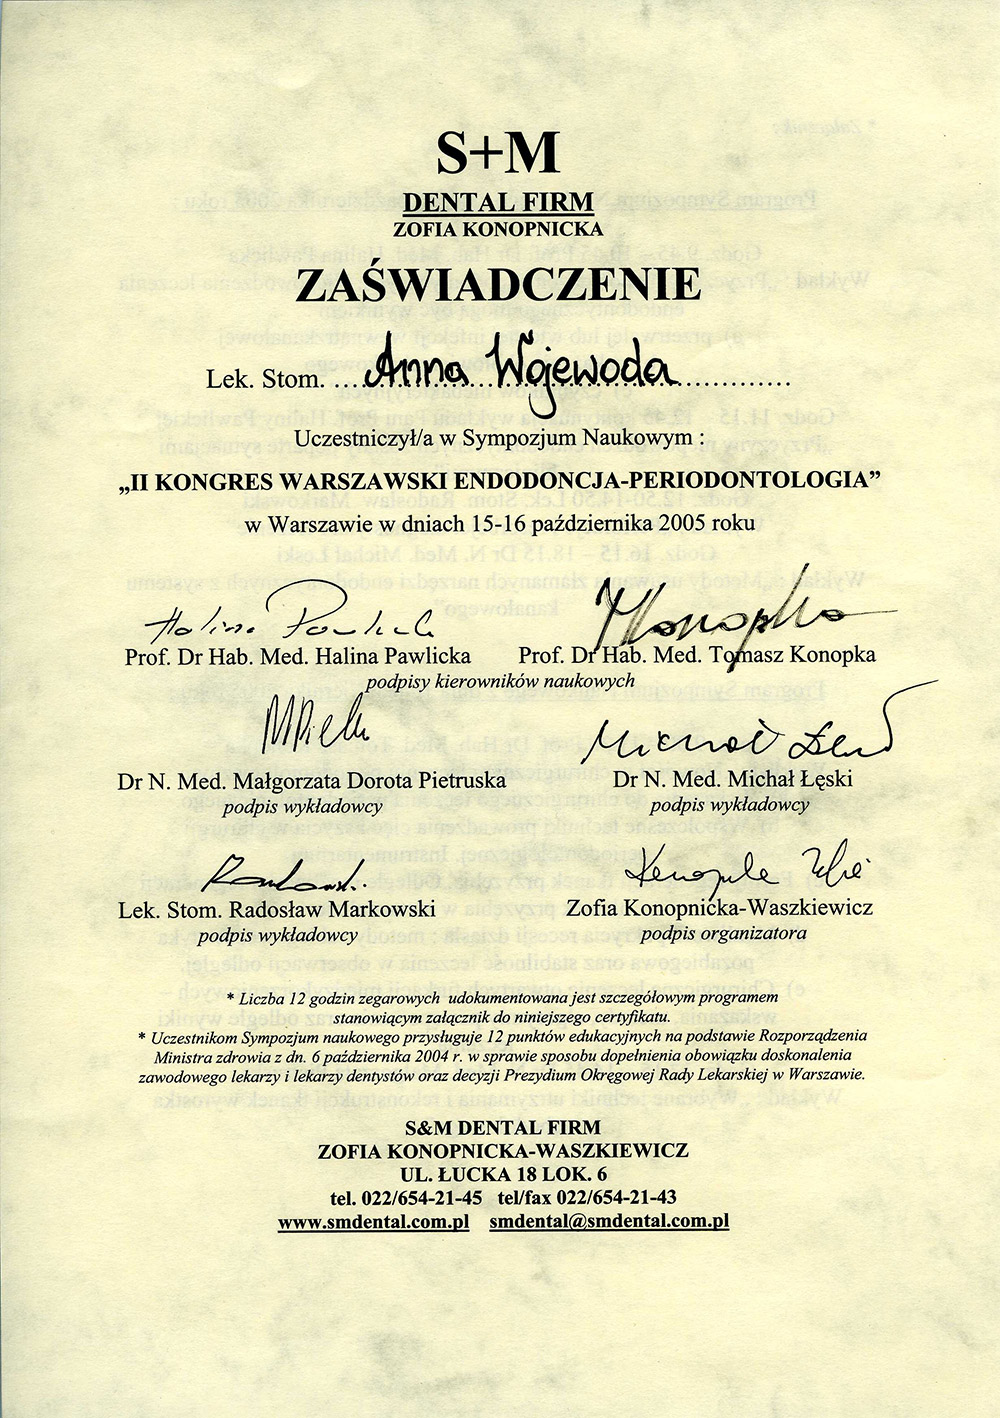 S+M
DENTAL FIRM
ZOFIA KONOPNICKA
ZAŚWIADCZENIE
Lek. Stom. ...Anna Wojewoda...............
Uczestniczył/a w Sympozjum Naukowym :
„II KONGRES WARSZAWSKI ENDODONCJA-PERIODONTOLOGIA”
w Warszawie w dniach 15-16 października 2005 roku
Prof. Dr Hab. Med. Halina Pawlicka Prof. Dr Hab. Med. Tomasz Konopka
podpisy kierowników naukowych
Dr N. Med. Małgorzata Dorota Pietruska Dr N. Med. Michał Łęski
podpis wykładowcy podpis wykładowcy
Lek. Stom. Radosław Markowski Zofia Konopnicka-Waszkiewicz
podpis wykładowcy podpis organizatora
* Liczba 12 godzin zegarowych udokumentowana jest szczegółowym programem
stanowiącym załącznik do niniejszego certyfikatu.
* Uczestnikom Sympozjum naukowego przysługuje 12 punktów edukacyjnych na podstawie Rozporządzenia
Ministra zdrowia z dn. 6 października 2004 r. w sprawie sposobu dopełnienia obowiązku doskonalenia
zawodowego lekarzy i lekarzy dentystów oraz decyzji Prezydium Okręgowej Rady Lekarskiej w Warszawie.
S&M DENTAL FIRM
ZOFIA KONOPNICKA-WASZKIEWICZ
UL. ŁUCKA 18 LOK. 6
tel. 022/654-21-45 tel/fax 022/654-21-43
www.smdental.com.pl smdental@smdental.com.pl